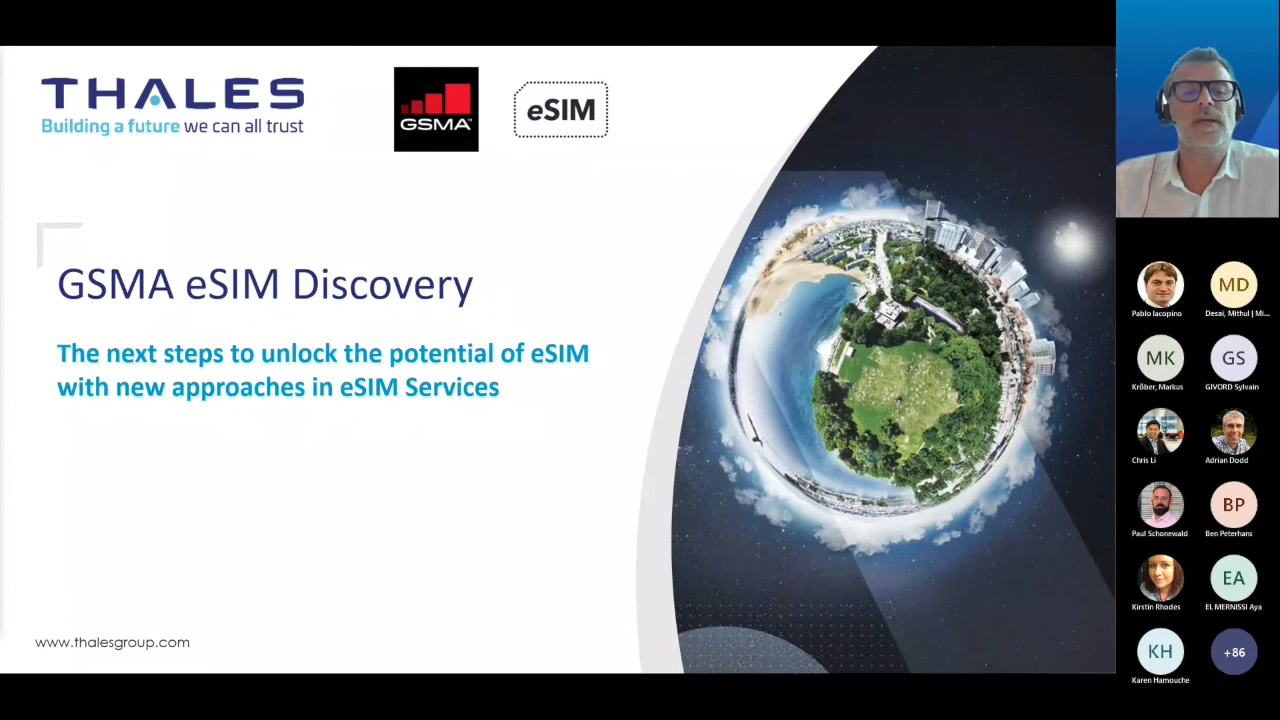 THALES
Building a future we can all trust
GSMA™
eSIM
GSMA eSIM Discovery
The next steps to unlock the potential of eSIM
with new approaches in eSIM Services
www.thalesgroup.com
Pablo Iacopino
MD
Desai, Mithul | Mi...
MK
Kröber, Markus
GS
GIVORD Sylvain
Chris Li
Adrian Dodd
Paul Schonewald
BP
Ben Peterhans
Kirstin Rhodes
EA
EL MERNISSI Aya
KH
Karen Hamouche
+86